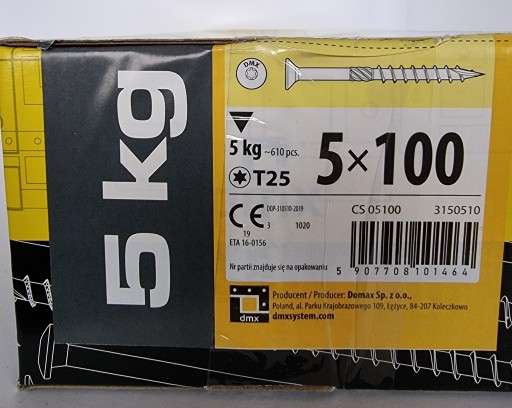 5 kg
DMX
5 kg ~610 pcs.
5×100
T25
CE
DOP-310510-2019
19 3 1020
ETA 16-0156
CS 05100 3150510
Nr partii znajduje się na opakowaniu
5 907708 101464
Producent / Producer: Domax Sp. z o.o.,
Poland, al. Parku Krajobrazowego 109, Łężyce, 84-207 Koleczkowo
dmxsystem.com
dmx